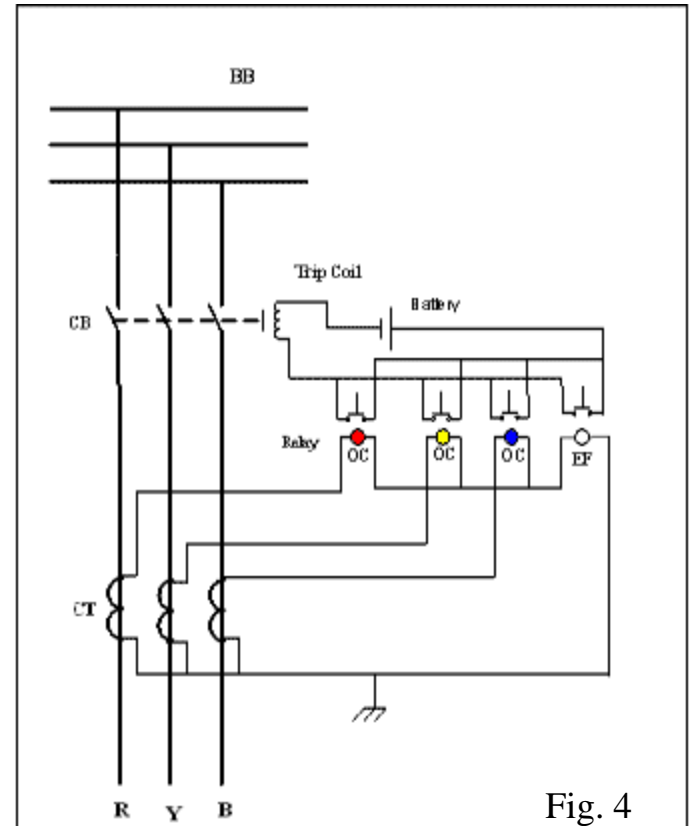 BB
Trip Coil
Battery
CB
Relay
OC
OC
OC
EF
CT
R Y B
Fig. 4